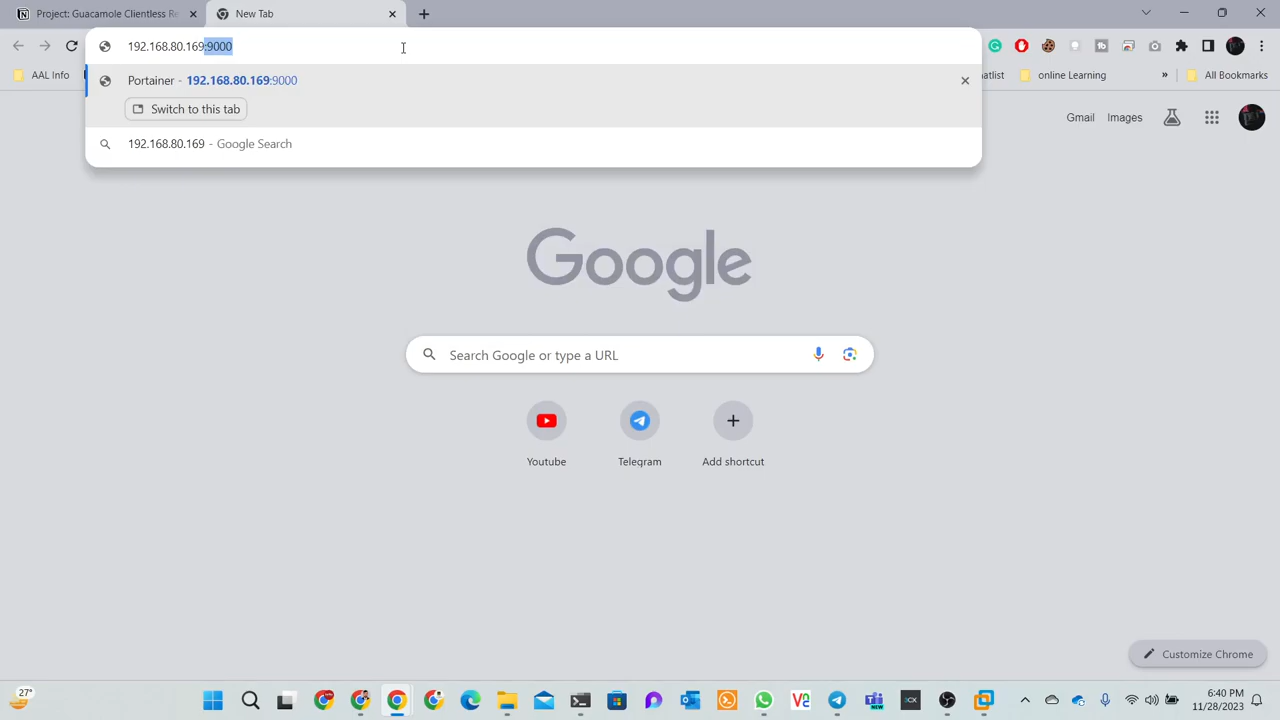 Project: Guacamole Clientless Re
New Tab
192.168.80.169:9000
AAL Info
Portainer - 192.168.80.169:9000
Switch to this tab
192.168.80.169 - Google Search
atlist
online Learning
»
All Bookmarks
Gmail
Images
Google
Search Google or type a URL
Youtube
Telegram
Add shortcut
Customize Chrome
27°
6:40 PM
11/28/2023